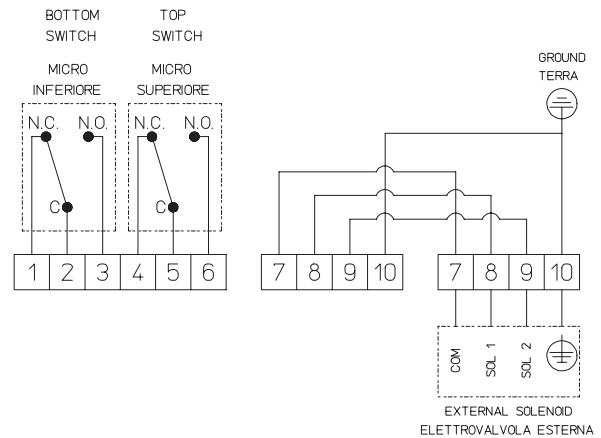 BOTTOM
SWITCH
TOP
SWITCH
MICRO
INFERIORE
MICRO
SUPERIORE
GROUND
TERRA
N.C. N.O. N.C. N.O.
C C
1 2 3 4 5 6
7 8 9 10
7 8 9 10
COM
SOL 1
SOL 2
EXTERNAL SOLENOID
ELETTROVALVOLA ESTERNA